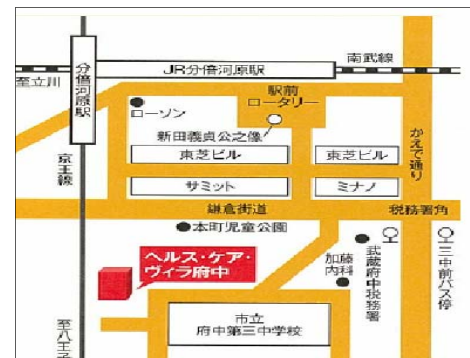 南武線
JR分倍河原駅
至立川
分倍河原駅
駅前
ロータリー
ローソン
新田義貞公之像
かえで通り
東芝ビル
東芝ビル
京王線
サミット
ミナノ
鎌倉街道
税務署角
本町児童公園
ヘルス・ケア・
ヴィラ府中
加藤
内科
武蔵府中税務署
三中前バス停
市立
府中第三中学校
至八王子